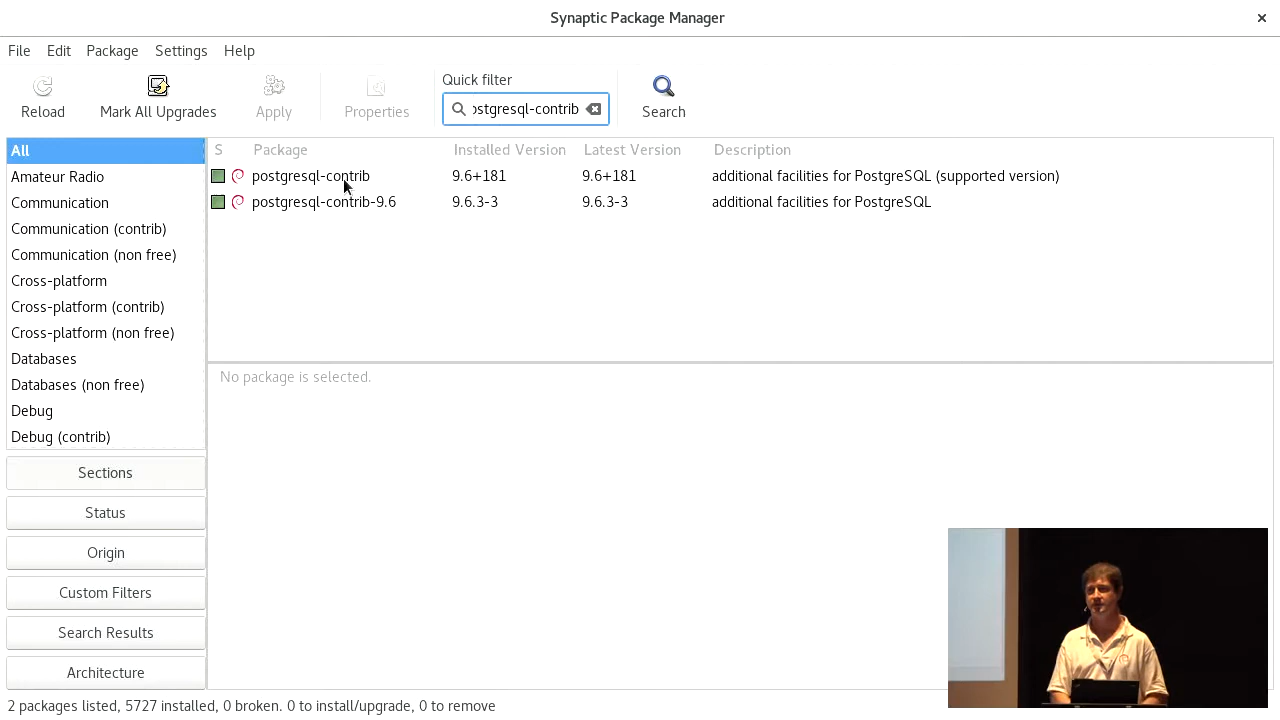 Synaptic Package Manager
File Edit Package Settings Help
Reload
Mark All Upgrades
Apply
Properties
Quick filter
ostgresql-contrib
Search
All
Amateur Radio
Communication
Communication (contrib)
Communication (non free)
Cross-platform
Cross-platform (contrib)
Cross-platform (non free)
Databases
Databases (non free)
Debug
Debug (contrib)
Sections
Status
Origin
Custom Filters
Search Results
Architecture
S Package Installed Version Latest Version Description
postgresql-contrib 9.6+181 9.6+181 additional facilities for PostgreSQL (supported version)
postgresql-contrib-9.6 9.6.3-3 9.6.3-3 additional facilities for PostgreSQL
No package is selected.
2 packages listed, 5727 installed, 0 broken. 0 to install/upgrade, 0 to remove